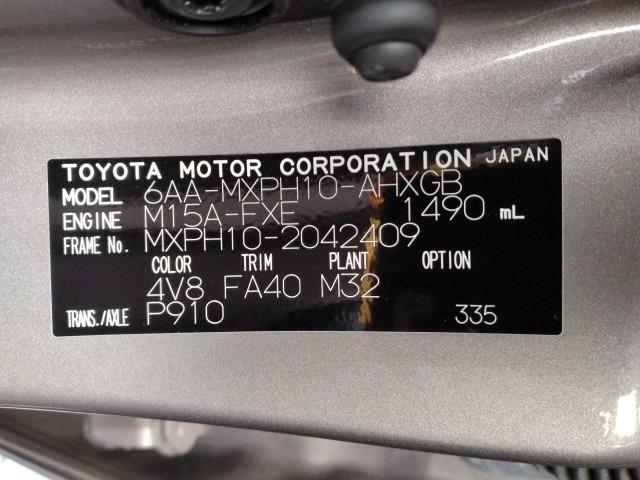 TOYOTA MOTOR CORPORATION JAPAN
MODEL 6AA-MXPH10-AHXGB
ENGINE M15A-FXE 1490 mL
FRAME No. MXPH10-2042409
COLOR TRIM PLANT OPTION
4V8 FA40 M32
TRANS./AXLE P910 335